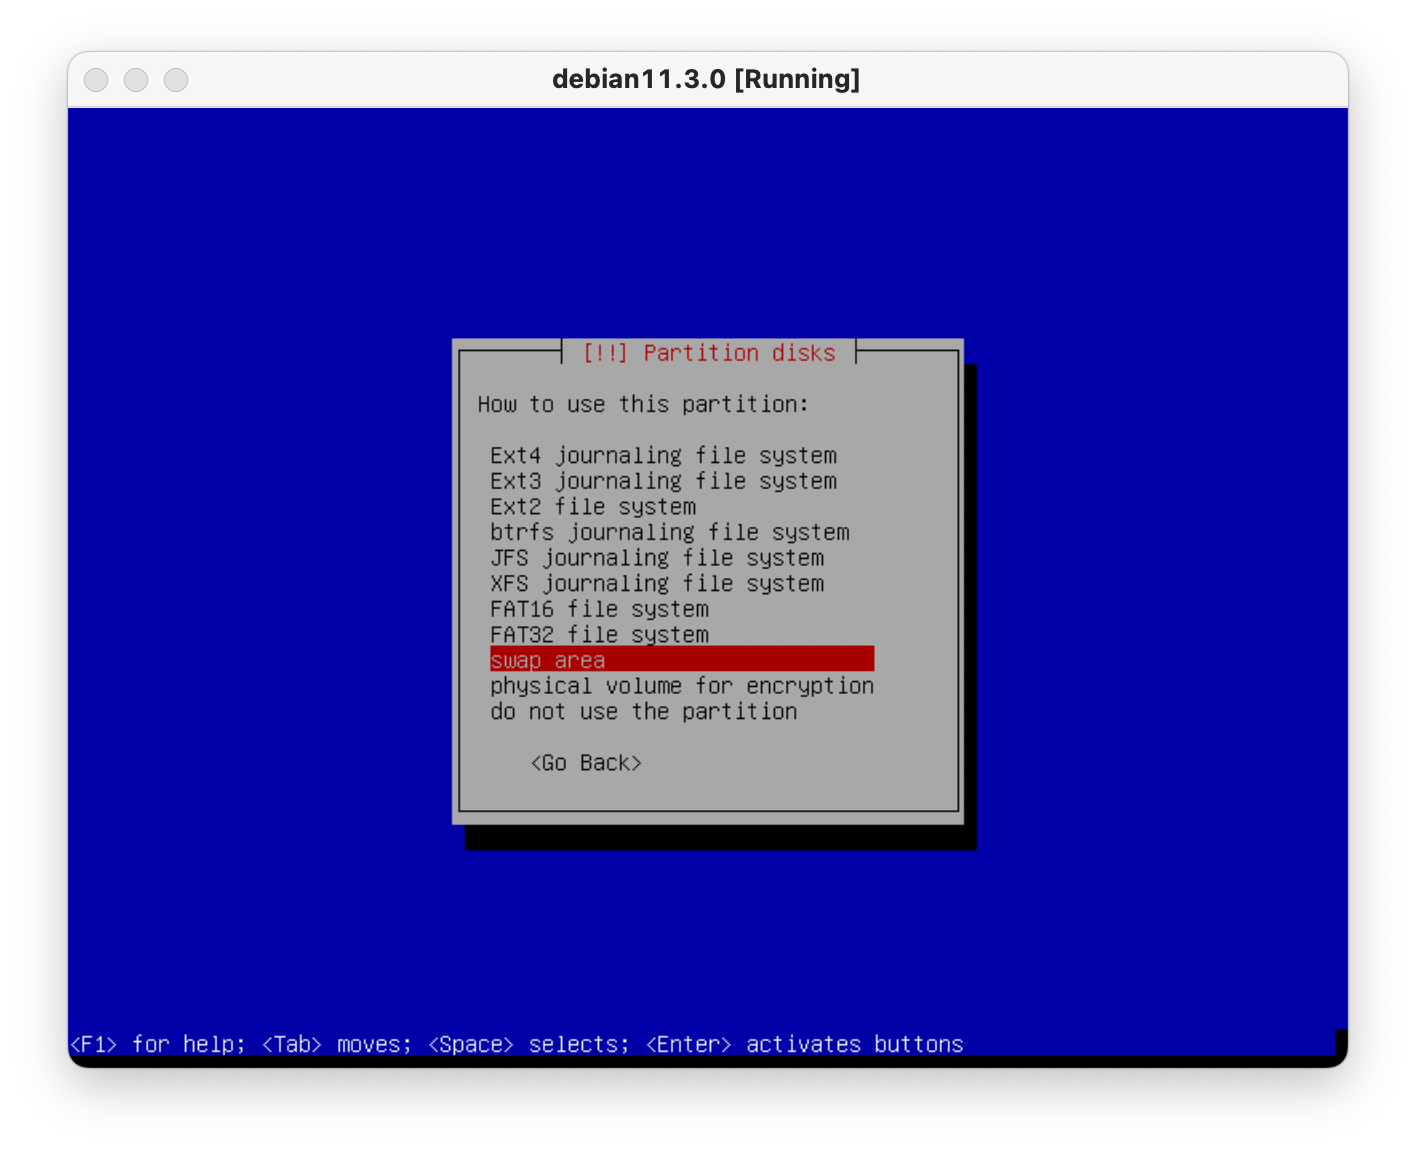 debian11.3.0 [Running]
[!!] Partition disks
How to use this partition:
Ext4 journaling file system
Ext3 journaling file system
Ext2 file system
btrfs journaling file system
JFS journaling file system
XFS journaling file system
FAT16 file system
FAT32 file system
swap area
physical volume for encryption
do not use the partition
<Go Back>
<F1> for help; <Tab> moves; <Space> selects; <Enter> activates buttons